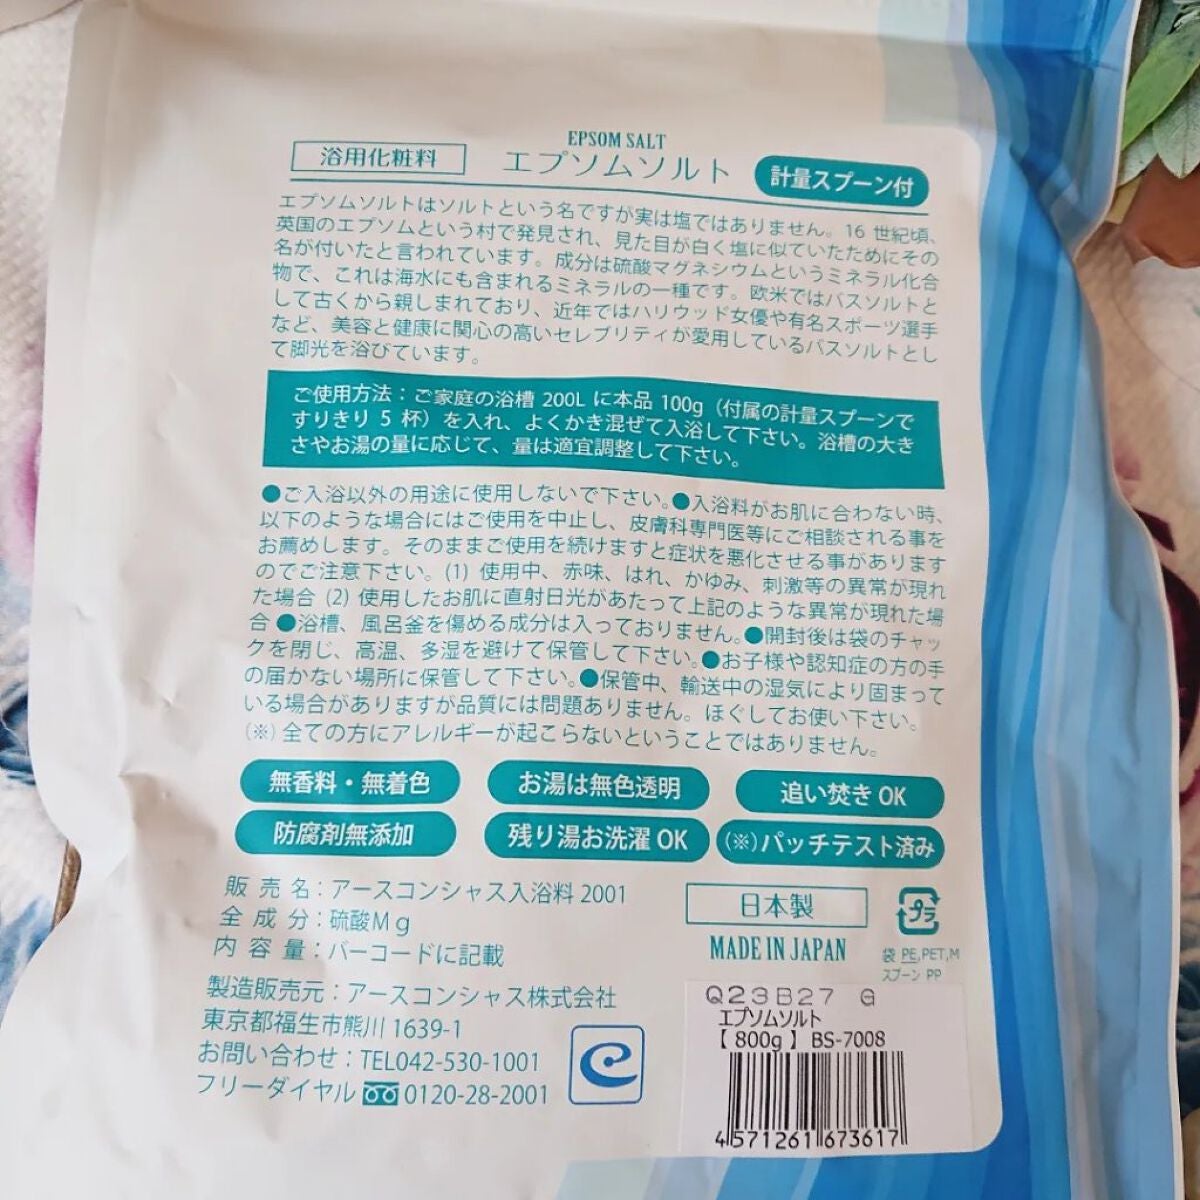 EPSOM SALT
浴用化粧料 エプソムソルト 計量スプーン付
エプソムソルトはソルトという名ですが実は塩ではありません。16 世紀頃、
英国のエプソムという村で発見され、見た目が白く塩に似ていたためにその
名が付いたと言われています。成分は硫酸マグネシウムというミネラル化合
物で、これは海水にも含まれるミネラルの一種です。欧米ではバスソルトと
して古くから親しまれており、近年ではハリウッド女優や有名スポーツ選手
など、美容と健康に関心の高いセレブリティが愛用しているバスソルトとし
て脚光を浴びています。
ご使用方法：ご家庭の浴槽 200L に本品 100g（付属の計量スプーンで
すりきり 5 杯）を入れ、よくかき混ぜて入浴して下さい。浴槽の大き
さやお湯の量に応じて、量は適宜調整して下さい。
●ご入浴以外の用途に使用しないで下さい。●入浴料がお肌に合わない時、
以下のような場合にはご使用を中止し、皮膚科専門医等にご相談される事を
お薦めします。そのままご使用を続けますと症状を悪化させる事があります
のでご注意下さい。(1) 使用中、赤味、はれ、かゆみ、刺激等の異常が現れ
た場合 (2) 使用したお肌に直射日光があたって上記のような異常が現れた場
合 ●浴槽、風呂釜を傷める成分は入っておりません。●開封後は袋のチャッ
クを閉じ、高温、多湿を避けて保管して下さい。●お子様や認知症の方の手
の届かない場所に保管して下さい。●保管中、輸送中の湿気により固まって
いる場合がありますが品質には問題ありません。ほぐしてお使い下さい。
(※) 全ての方にアレルギーが起こらないということではありません。
無香料・無着色 お湯は無色透明 追い焚き OK
防腐剤無添加 残り湯お洗濯 OK (※)パッチテスト済み
販売名：アースコンシャス入浴料 2001
全成分：硫酸Mg
内容量：バーコードに記載
製造販売元：アースコンシャス株式会社
東京都福生市熊川 1639-1
お問い合わせ：TEL042-530-1001
フリーダイヤル 0120-28-2001
日本製
MADE IN JAPAN
プラ
袋 PE,PET,M
スプーン PP
Q23B27 G
エプソムソルト
【 800g 】 BS-7008
4571261673617